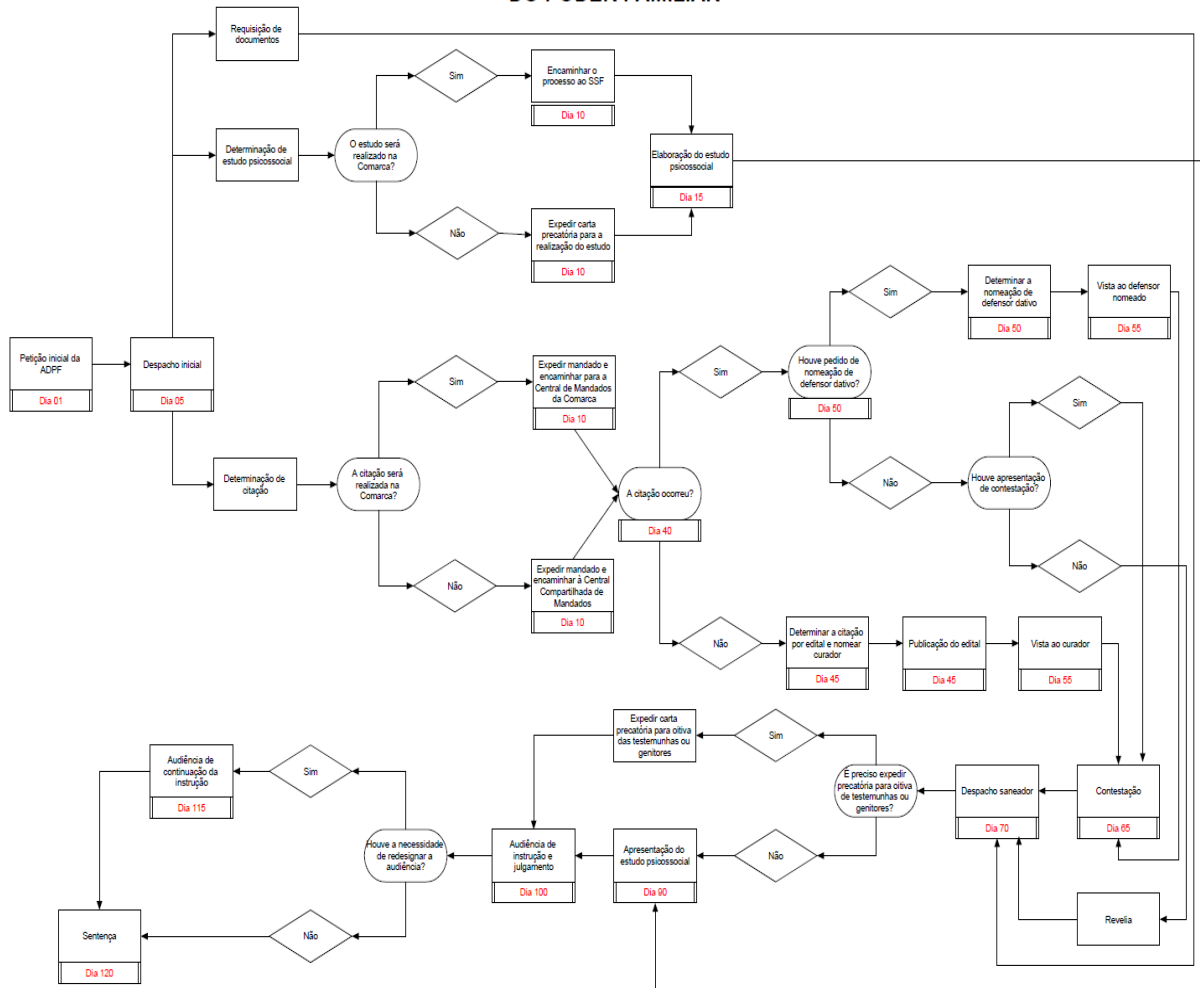 Requisição de
documentos
Sim
Encaminhar o
processo ao SSF
Dia 10
Determinação de
estudo psicossocial
O estudo será
realizado na
Comarca?
Elaboração do estudo
psicossocial
Dia 15
Não
Expedir carta
precatória para a
realização do estudo
Dia 10
Petição inicial da
ADPF
Dia 01
Despacho inicial
Dia 05
Sim
Determinar a
nomeação de
defensor dativo
Dia 50
Vista ao defensor
nomeado
Dia 55
Sim
Expedir mandado e
encaminhar para a
Central de Mandados
da Comarca
Dia 10
Sim
Houve pedido de
nomeação de
defensor dativo?
Dia 50
Sim
Determinação de
citação
A citação será
realizada na
Comarca?
A citação ocorreu?
Dia 40
Não
Houve apresentação
de contestação?
Não
Não
Expedir mandado e
encaminhar à Central
Compartilhada de
Mandados
Dia 10
Não
Determinar a citação
por edital e nomear
curador
Dia 45
Publicação do edital
Dia 45
Vista ao curador
Dia 55
Expedir carta
precatória para oitiva
das testemunhas ou
genitores
Sim
É preciso expedir
precatória para oitiva
de testemunhas ou
genitores?
Despacho saneador
Dia 70
Contestação
Dia 65
Audiência de
continuação da
instrução
Dia 115
Sim
Houve a necessidade
de redesignar a
audiência?
Audiência de
instrução e
julgamento
Dia 100
Apresentação do
estudo psicossocial
Dia 90
Não
Revelia
Sentença
Dia 120
Não